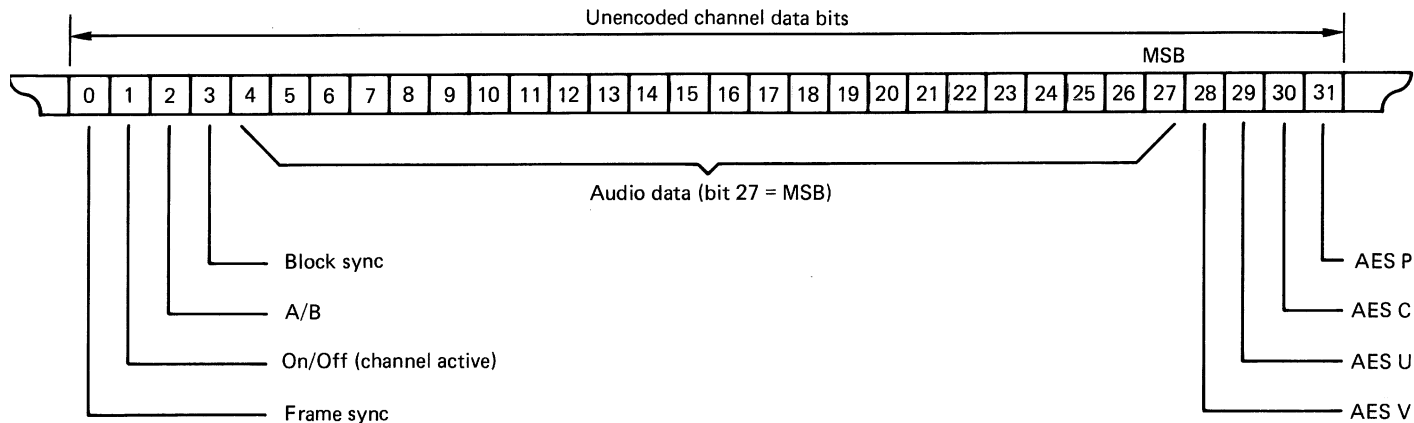 Unencoded channel data bits
MSB
0 1 2 3 4 5 6 7 8 9 10 11 12 13 14 15 16 17 18 19 20 21 22 23 24 25 26 27 28 29 30 31
Audio data (bit 27 = MSB)
Block sync
AES P
A/B
AES C
On/Off (channel active)
AES U
Frame sync
AES V